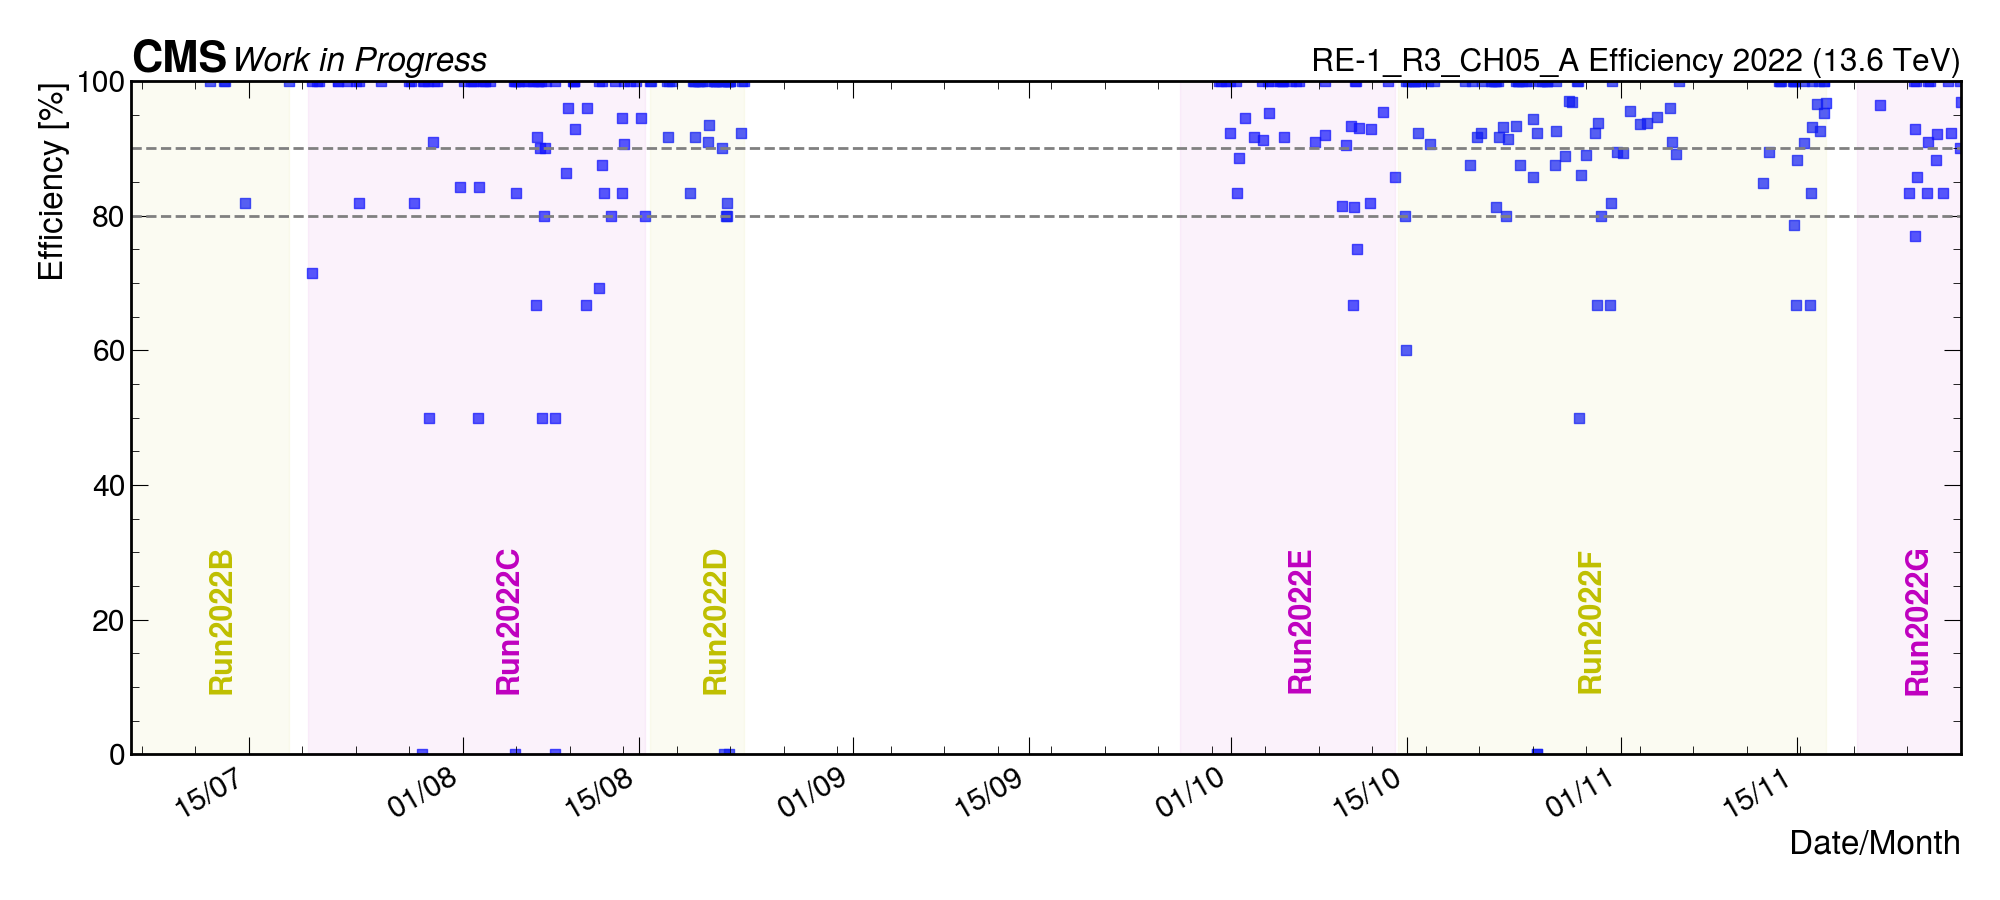 CMS Work in Progress
RE-1_R3_CH05_A Efficiency 2022 (13.6 TeV)
Efficiency [%]
100
80
60
40
20
0
Run2022B
Run2022C
Run2022D
Run2022E
Run2022F
Run2022G
15/07 01/08 15/08 01/09 15/09 01/10 15/10 01/11 15/11
Date/Month